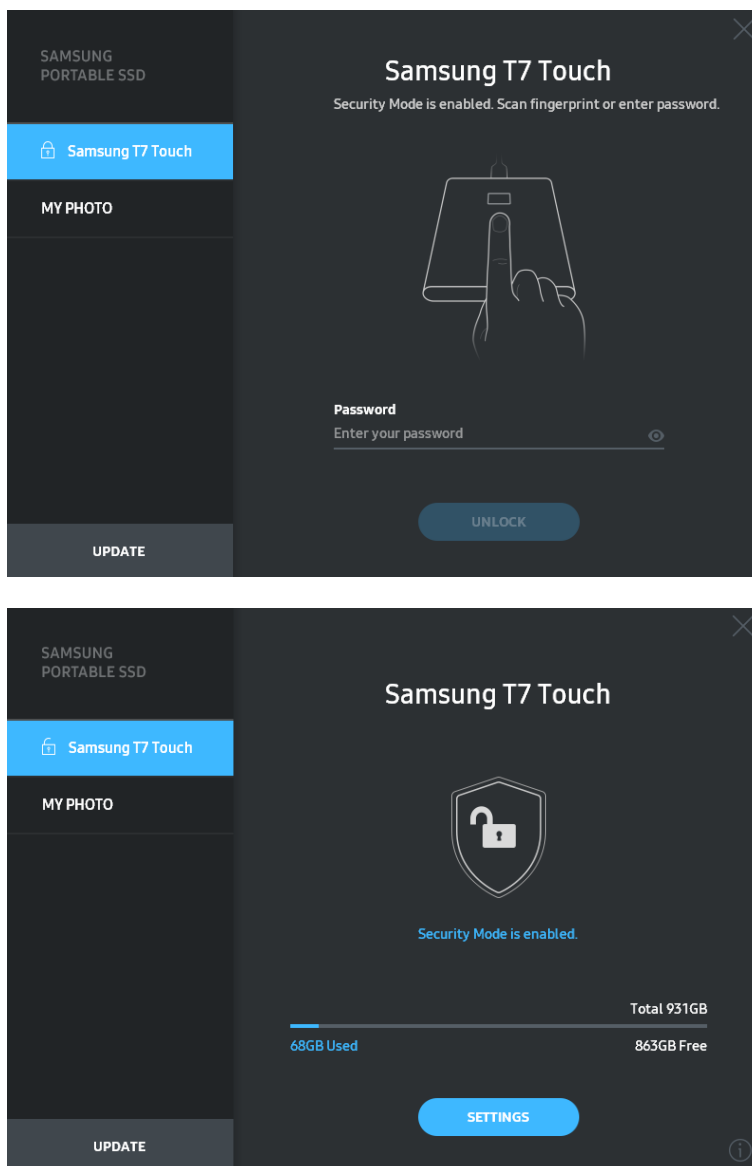 SAMSUNG
PORTABLE SSD
Samsung T7 Touch
MY PHOTO
UPDATE
Samsung T7 Touch
Security Mode is enabled. Scan fingerprint or enter password.
Password
Enter your password
UNLOCK
SAMSUNG
PORTABLE SSD
Samsung T7 Touch
MY PHOTO
UPDATE
Samsung T7 Touch
Security Mode is enabled.
Total 931GB
68GB Used 863GB Free
SETTINGS